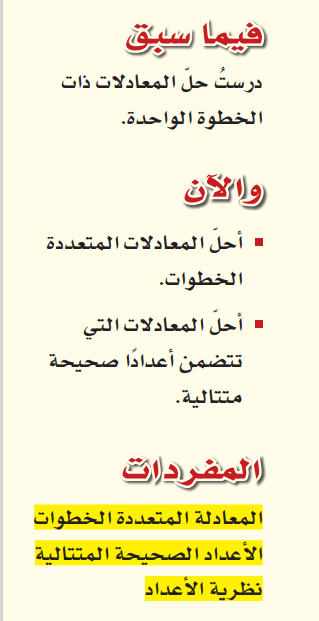 فيما سبق
درستُ حلّ المعادلات ذات
الخطوة الواحدة.
والآن
▪ أحلّ المعادلات المتعددة
الخطوات.
▪ أحلّ المعادلات التي
تتضمن أعدادًا صحيحة
متتالية.
المفردات
المعادلة المتعددة الخطوات
الأعداد الصحيحة المتتالية
نظرية الأعداد